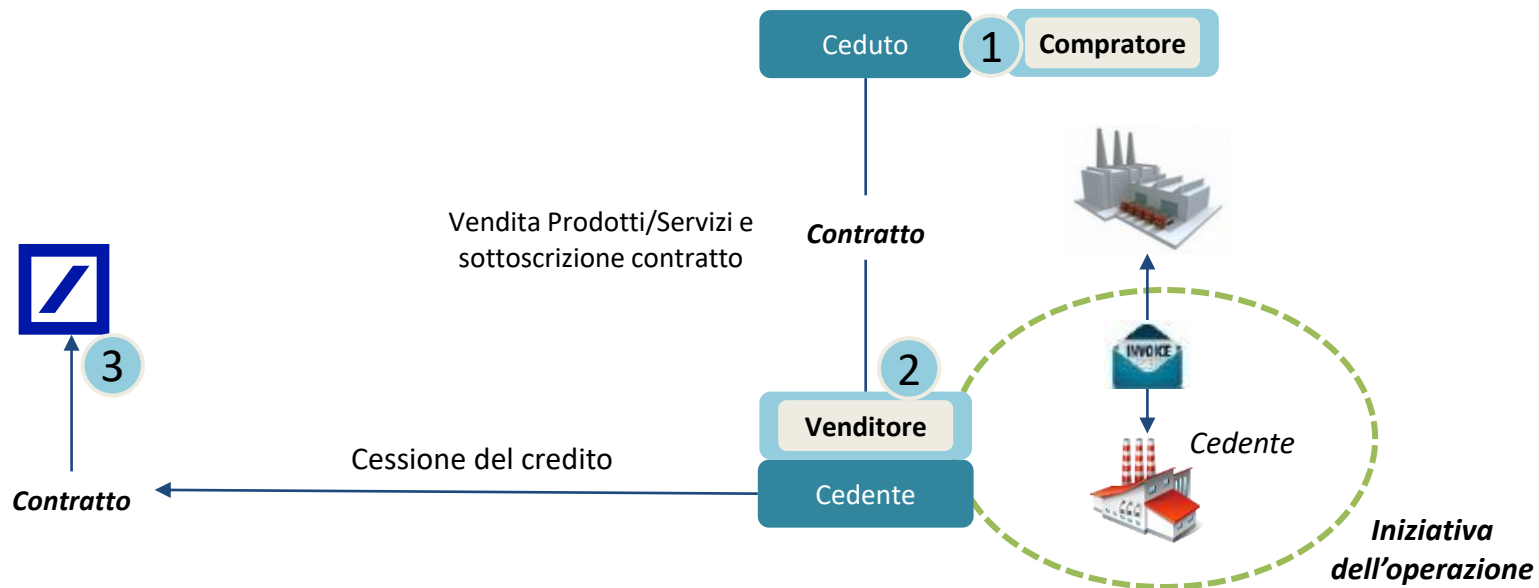 Ceduto
1
Compratore
Vendita Prodotti/Servizi e
sottoscrizione contratto
Contratto
INVOICE
3
2
Venditore
Cedente
Cessione del credito
Cedente
Contratto
Iniziativa
dell’operazione